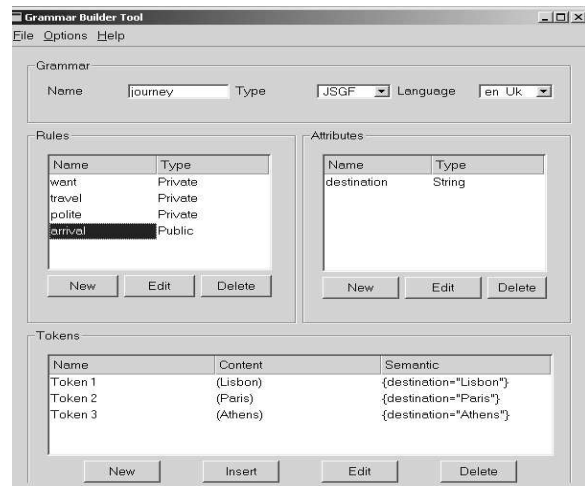 Grammar Builder Tool
File Options Help
Grammar
Name journey Type JSGF Language en Uk
Rules
Name Type
want Private
travel Private
polite Private
arrival Public
New Edit Delete
Attributes
Name Type
destination String
New Edit Delete
Tokens
Name Content Semantic
Token 1 (Lisbon) {destination="Lisbon"}
Token 2 (Paris) {destination="Paris"}
Token 3 (Athens) {destination="Athens"}
New Insert Edit Delete